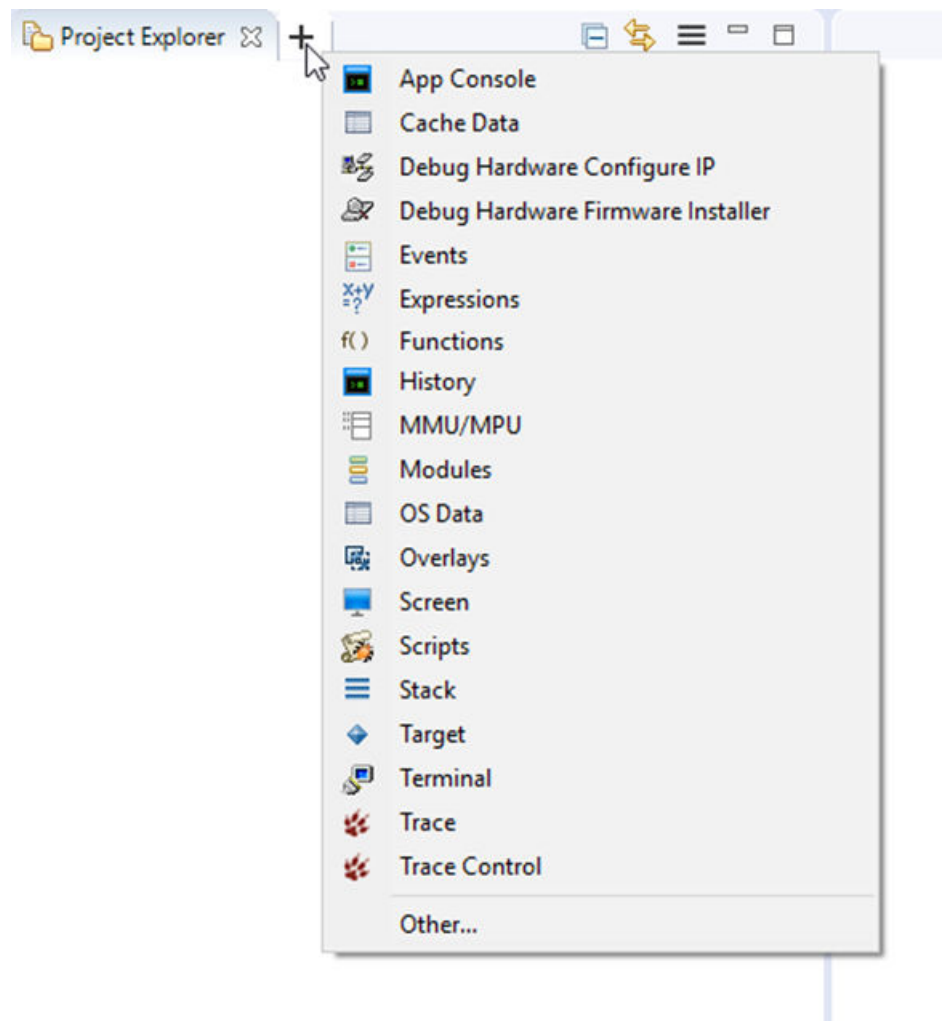 Project Explorer
App Console
Cache Data
Debug Hardware Configure IP
Debug Hardware Firmware Installer
Events
x+y
=?
Expressions
f( )
Functions
History
MMU/MPU
Modules
OS Data
Overlays
Screen
Scripts
Stack
Target
Terminal
Trace
Trace Control
Other...